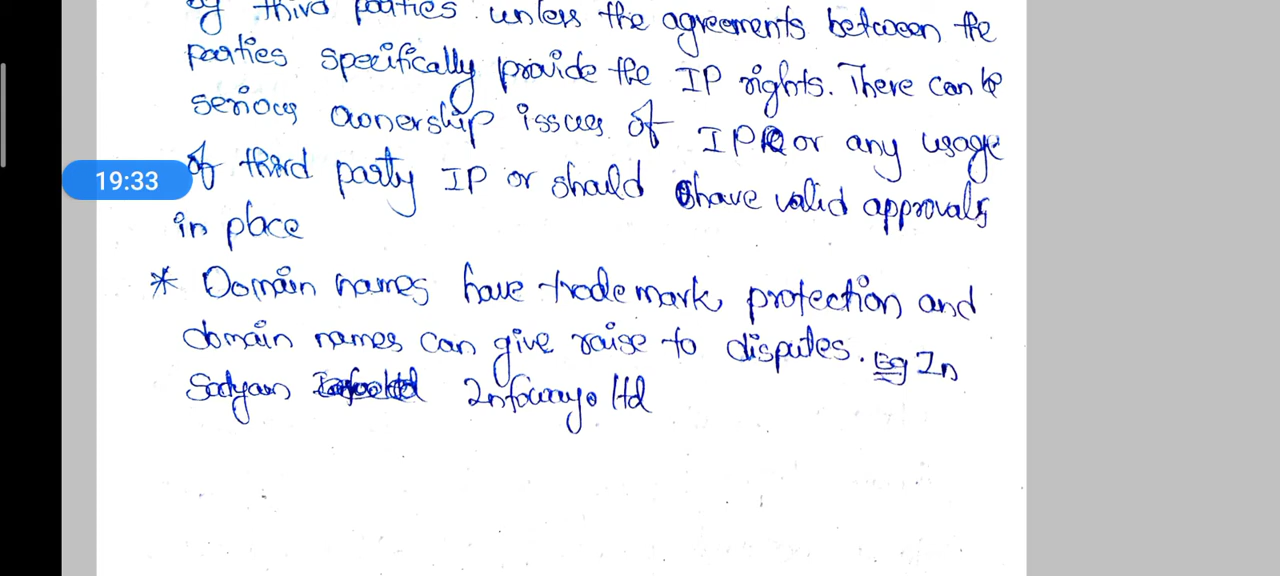 of third parties unless the agreements between the
parties specifically provide the IP rights. There can be
serious ownership issues of IPR or any usage
of third party IP or should have valid approvals
19:33
in place
* Domain names have trade mark protection and
domain names can give raise to disputes. Eg In
Satyam Ltd